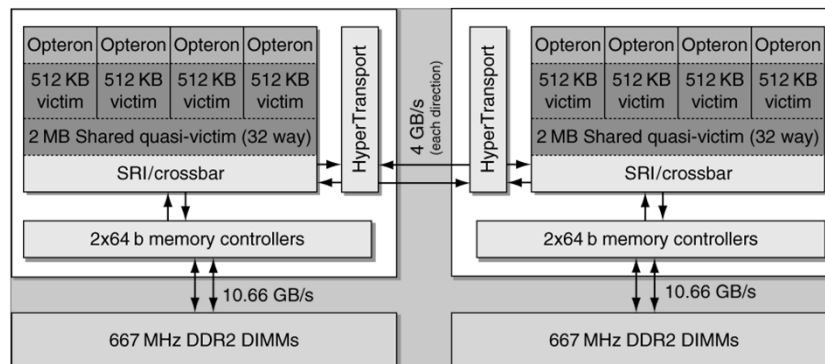 Opteron Opteron Opteron Opteron
512 KB victim 512 KB victim 512 KB victim 512 KB victim
2 MB Shared quasi-victim (32 way)
SRI/crossbar
HyperTransport
2x64 b memory controllers
10.66 GB/s
667 MHz DDR2 DIMMs
4 GB/s
(each direction)
HyperTransport
Opteron Opteron Opteron Opteron
512 KB victim 512 KB victim 512 KB victim 512 KB victim
2 MB Shared quasi-victim (32 way)
SRI/crossbar
2x64 b memory controllers
10.66 GB/s
667 MHz DDR2 DIMMs